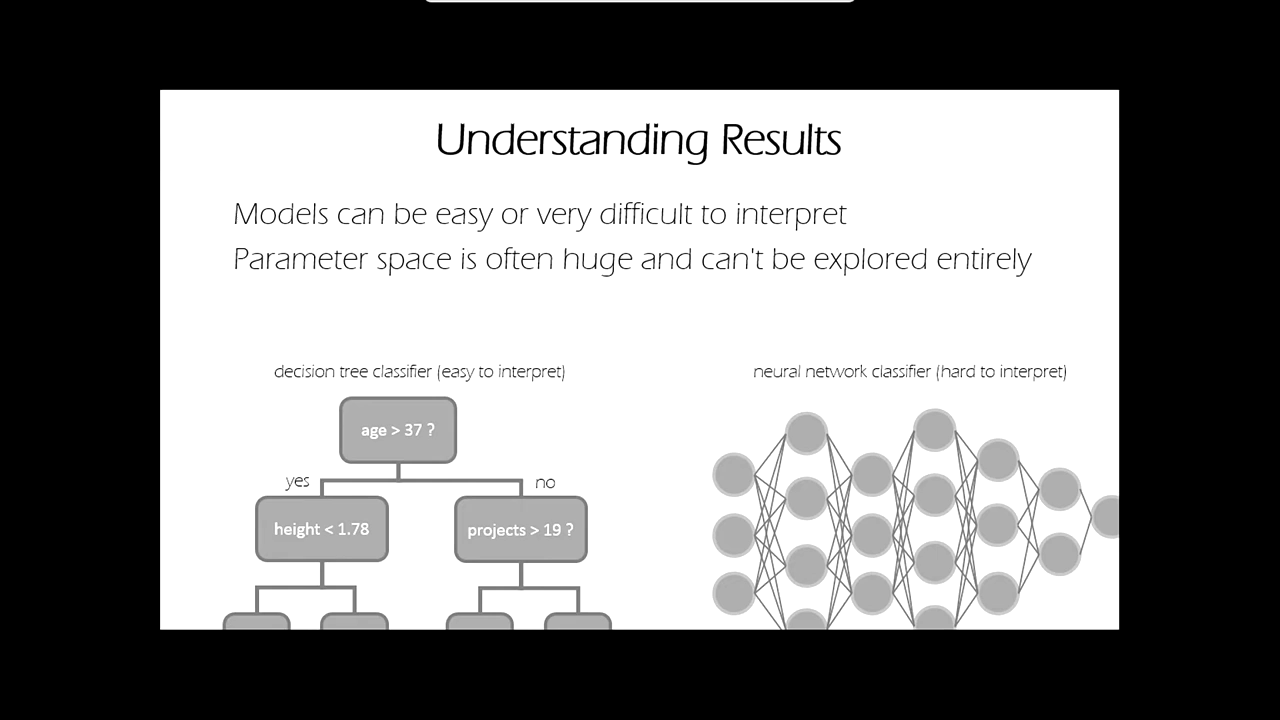 Understanding Results
Models can be easy or very difficult to interpret
Parameter space is often huge and can't be explored entirely
decision tree classifier (easy to interpret)
neural network classifier (hard to interpret)
age > 37 ?
yes
no
height < 1.78
projects > 19 ?